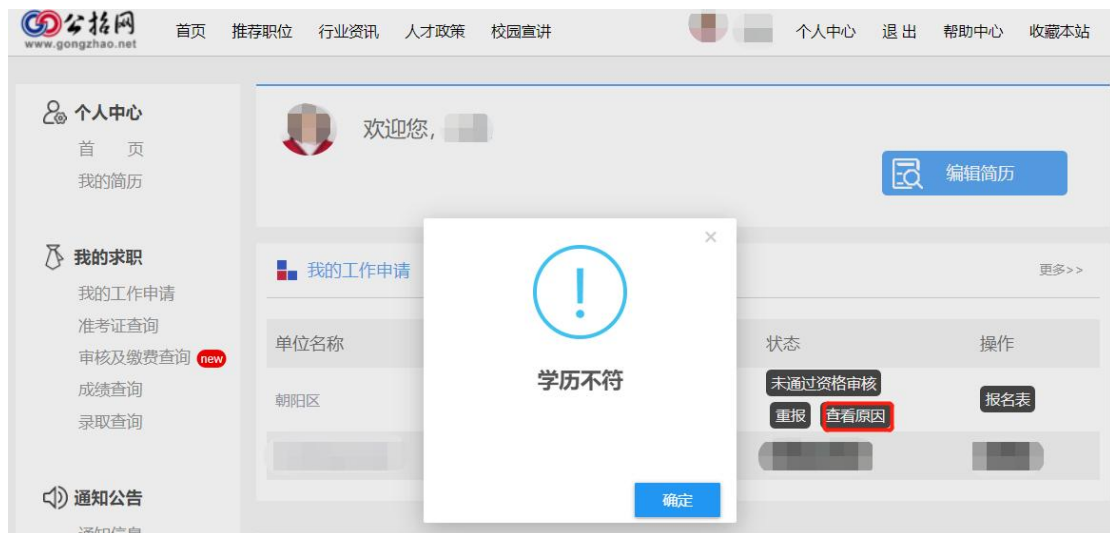 公招网
www.gongzhao.net
首页 推荐职位 行业资讯 人才政策 校园宣讲 个人中心 退出 帮助中心 收藏本站
个人中心
首 页
我的简历
欢迎您，
编辑简历
我的求职
我的工作申请
准考证查询
审核及缴费查询 new
成绩查询
录取查询
我的工作申请
更多>>
单位名称 状态 操作
朝阳区 未通过资格审核 报名表
重报 查看原因
学历不符
确定
通知公告
通知信息